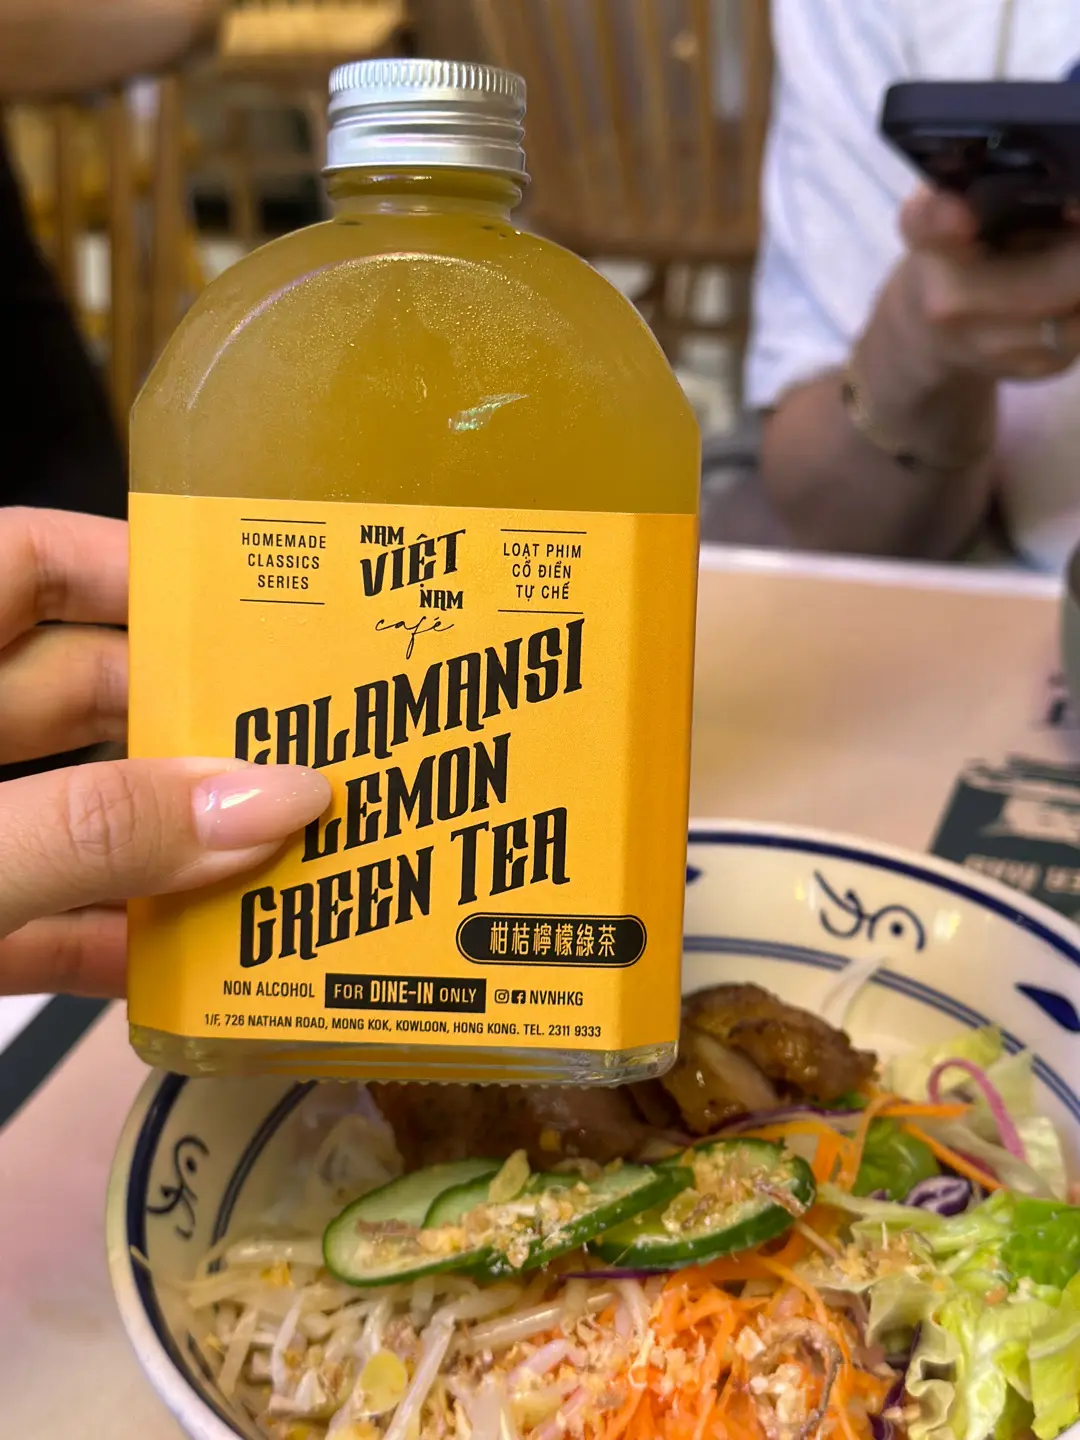 HOMEMADE
CLASSICS
SERIES
NAM
VIỆT
NAM
café
LOẠT PHIM
CỔ ĐIỂN
TỰ CHẾ
CALAMANSI
LEMON
GREEN TEA
柑桔檸檬綠茶
NON ALCOHOL FOR DINE-IN ONLY NVNHKG
1/F, 726 NATHAN ROAD, MONG KOK, KOWLOON, HONG KONG. TEL. 2311 9333